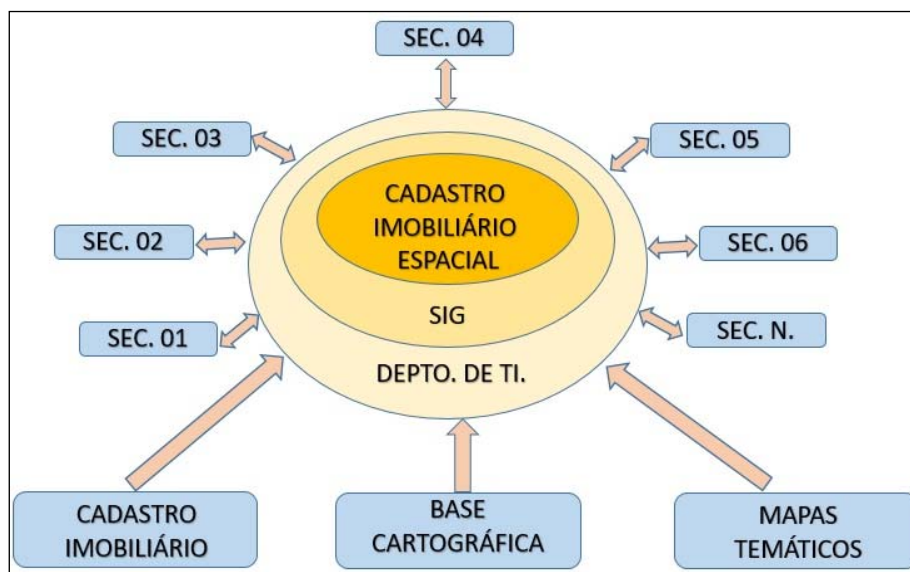 SEC. 04
SEC. 03
SEC. 05
CADASTRO
IMOBILIÁRIO
ESPACIAL
SEC. 02
SEC. 06
SIG
SEC. 01
SEC. N.
DEPTO. DE TI.
CADASTRO
IMOBILIÁRIO
BASE
CARTOGRÁFICA
MAPAS
TEMÁTICOS